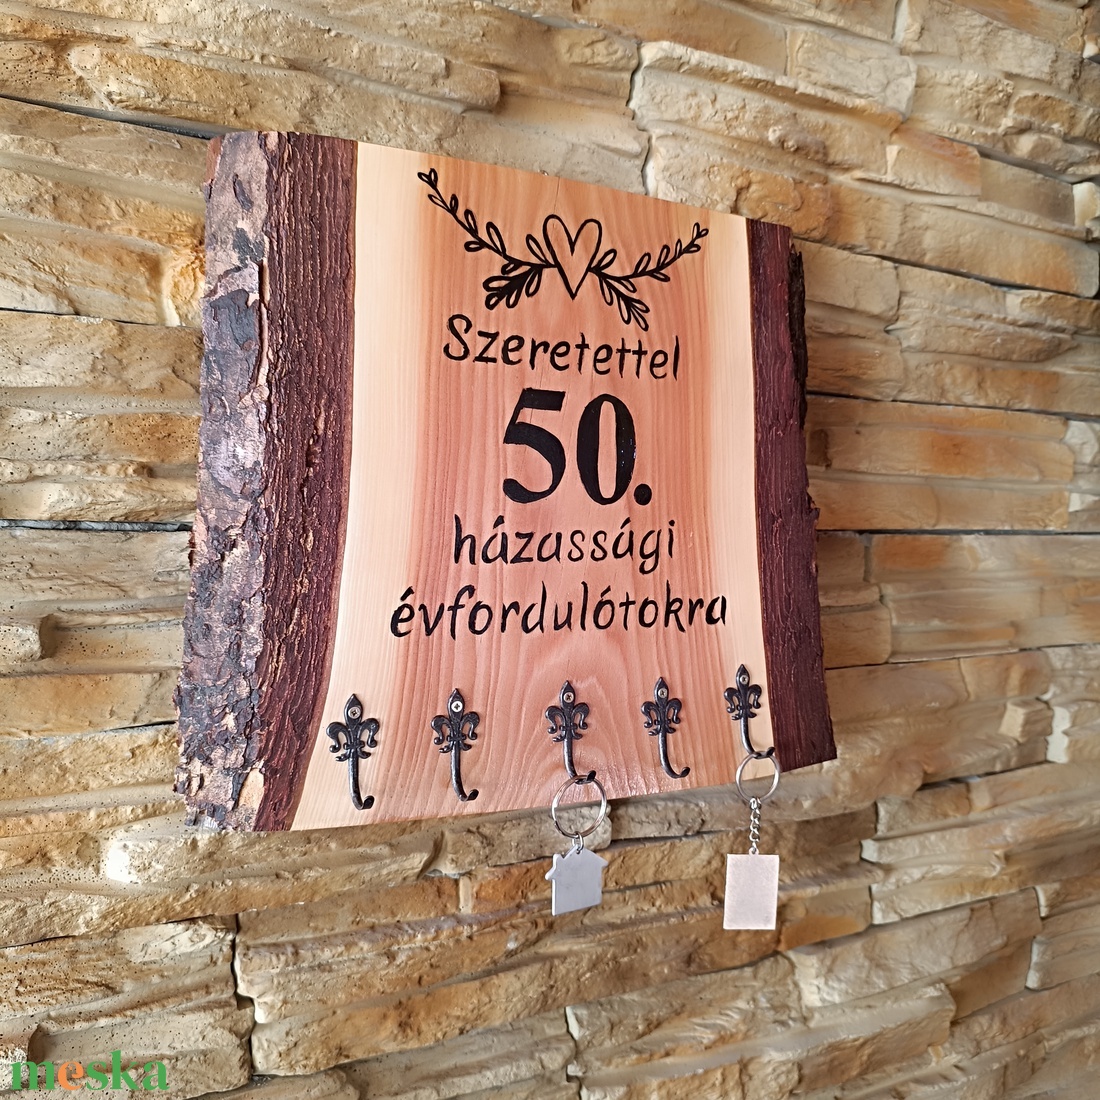 Szeretettel
50.
házassági
évfordulótokra
meska